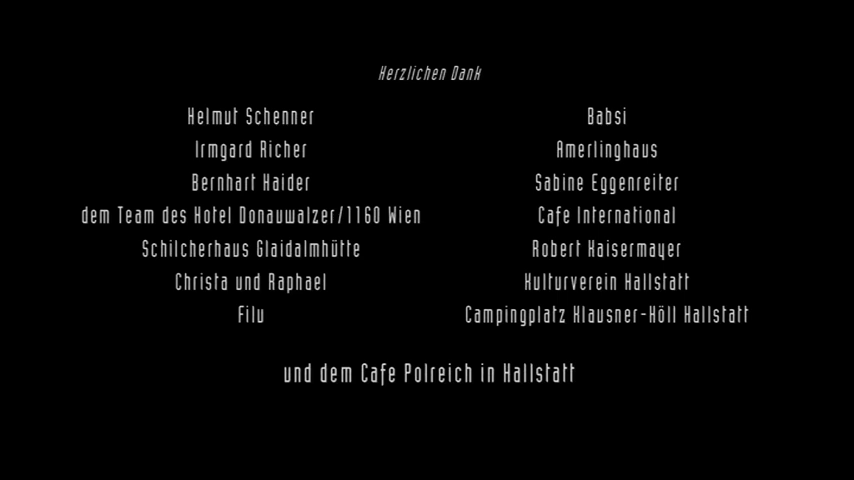 Herzlichen Dank
Helmut Schenner
Irmgard Richer
Bernhart Haider
dem Team des Hotel Donauwalzer/1160 Wien
Schilcherhaus Glaidalmhütte
Christa und Raphael
Filu
Babsi
Amerlinghaus
Sabine Eggenreiter
Cafe International
Robert Kaisermayer
Kulturverein Hallstatt
Campingplatz Klausner-Höll Hallstatt
und dem Cafe Polreich in Hallstatt